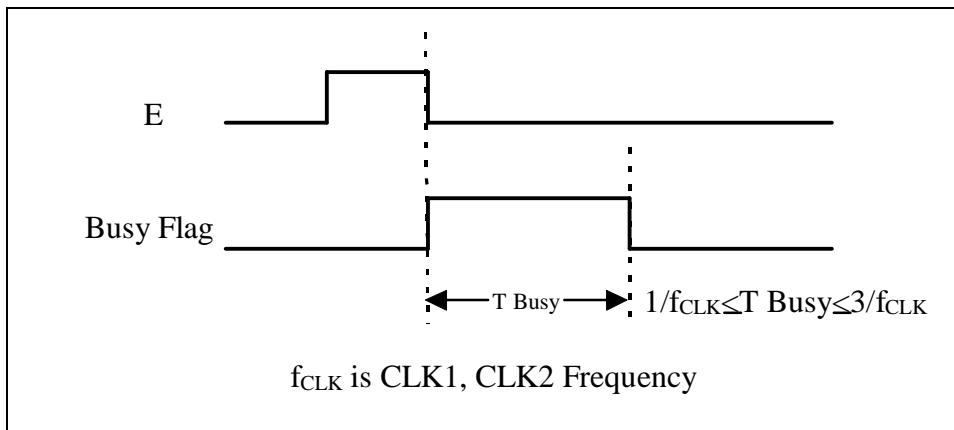 E
Busy Flag
T Busy
1/fCLK≤T Busy≤3/fCLK
fCLK is CLK1, CLK2 Frequency